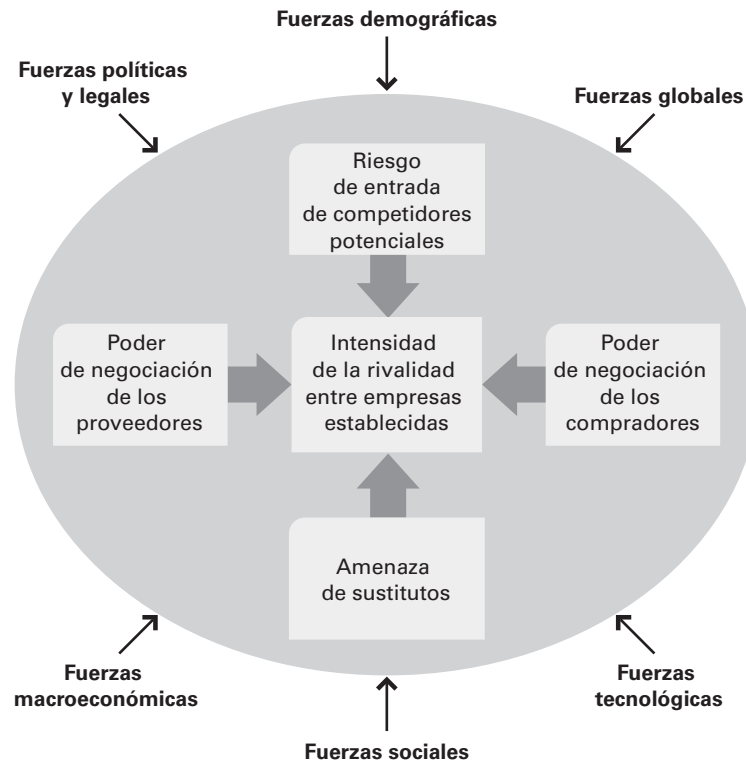 Fuerzas demográficas
Fuerzas políticas
y legales
Fuerzas globales
Riesgo
de entrada
de competidores
potenciales
Poder
de negociación
de los
proveedores
Intensidad
de la rivalidad
entre empresas
establecidas
Poder
de negociación
de los
compradores
Amenaza
de sustitutos
Fuerzas
macroeconómicas
Fuerzas
tecnológicas
Fuerzas sociales